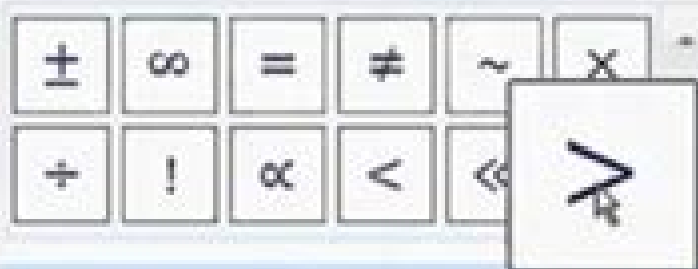 ± ∞ = ≠ ~ ×
÷ ! ∝ < ≪ >